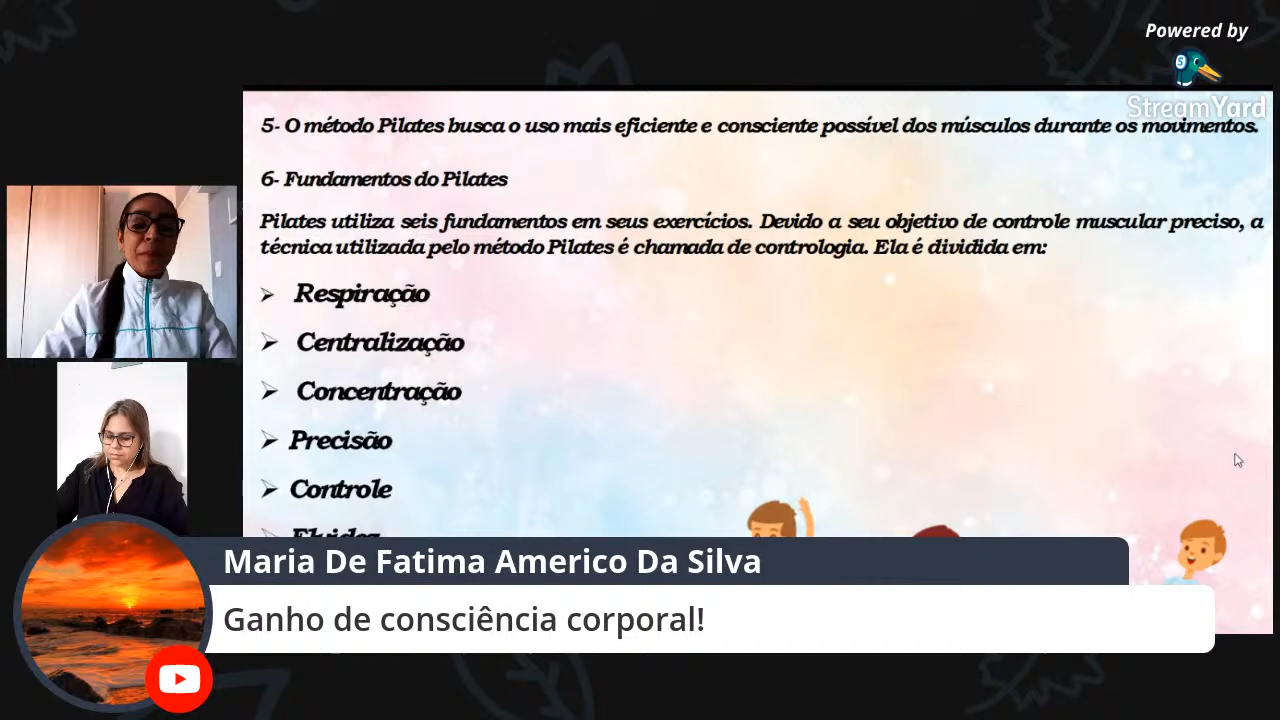 Powered by
StreamYard
5- O método Pilates busca o uso mais eficiente e consciente possível dos músculos durante os movimentos.
6- Fundamentos do Pilates
Pilates utiliza seis fundamentos em seus exercícios. Devido a seu objetivo de controle muscular preciso, a
técnica utilizada pelo método Pilates é chamada de contrologia. Ela é dividida em:
➢ Respiração
➢ Centralização
➢ Concentração
➢ Precisão
➢ Controle
Maria De Fatima Americo Da Silva
Ganho de consciência corporal!